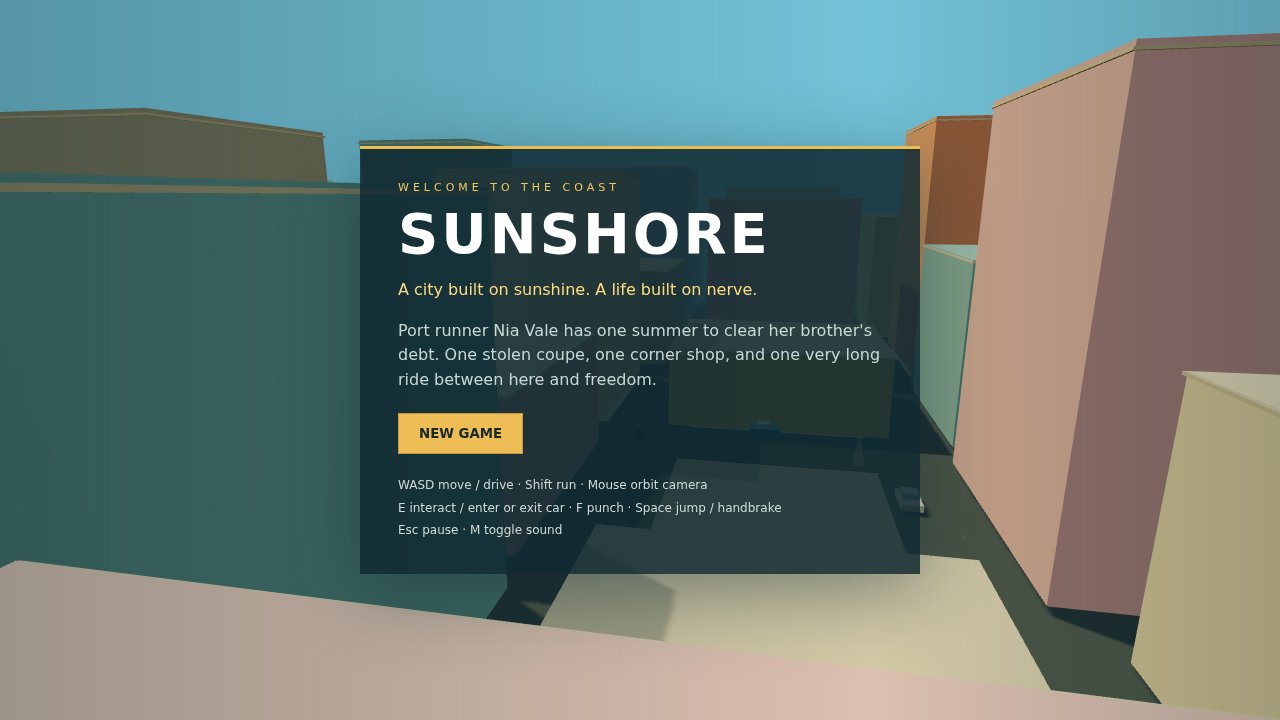 WELCOME TO THE COAST
SUNSHORE
A city built on sunshine. A life built on nerve.
Port runner Nia Vale has one summer to clear her brother's
debt. One stolen coupe, one corner shop, and one very long
ride between here and freedom.
NEW GAME
WASD move / drive · Shift run · Mouse orbit camera
E interact / enter or exit car · F punch · Space jump / handbrake
Esc pause · M toggle sound